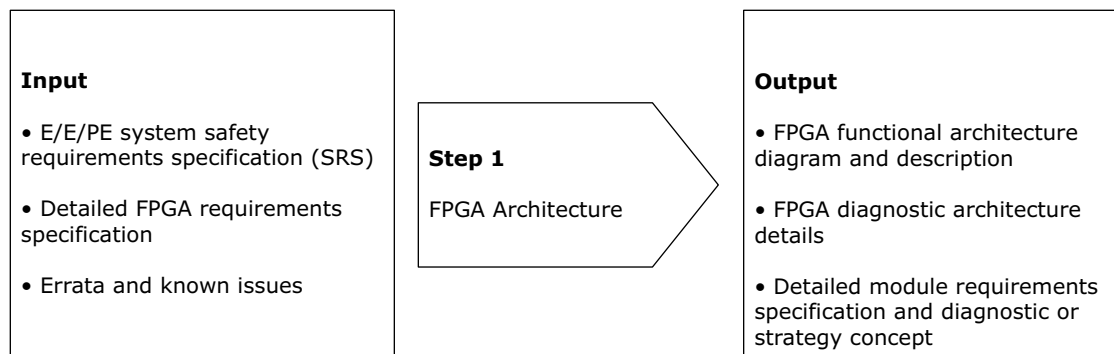 Input
• E/E/PE system safety
requirements specification (SRS)
• Detailed FPGA requirements
specification
• Errata and known issues
Step 1
FPGA Architecture
Output
• FPGA functional architecture
diagram and description
• FPGA diagnostic architecture
details
• Detailed module requirements
specification and diagnostic or
strategy concept